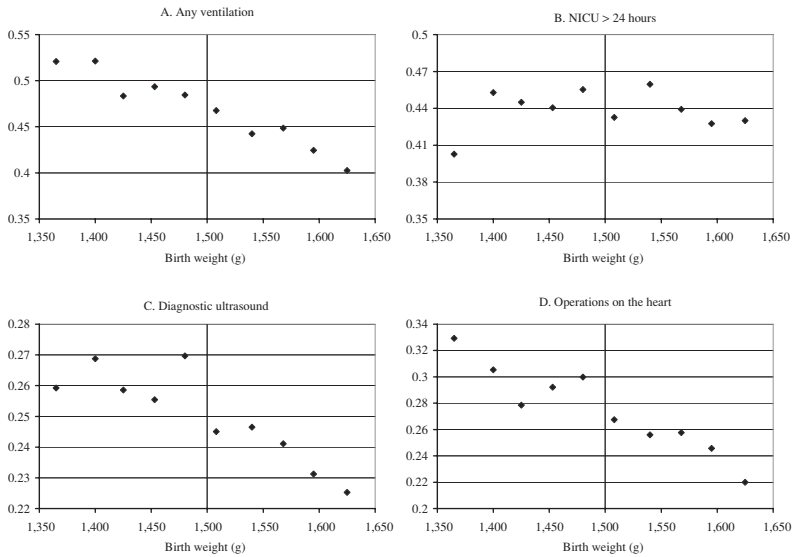 A. Any ventilation
0.55
0.5
0.45
0.4
0.35
1,350 1,400 1,450 1,500 1,550 1,600 1,650
Birth weight (g)
B. NICU > 24 hours
0.5
0.47
0.44
0.41
0.38
0.35
1,350 1,400 1,450 1,500 1,550 1,600 1,650
Birth weight (g)
C. Diagnostic ultrasound
0.28
0.27
0.26
0.25
0.24
0.23
0.22
1,350 1,400 1,450 1,500 1,550 1,600 1,650
Birth weight (g)
D. Operations on the heart
0.34
0.32
0.3
0.28
0.26
0.24
0.22
0.2
1,350 1,400 1,450 1,500 1,550 1,600 1,650
Birth weight (g)